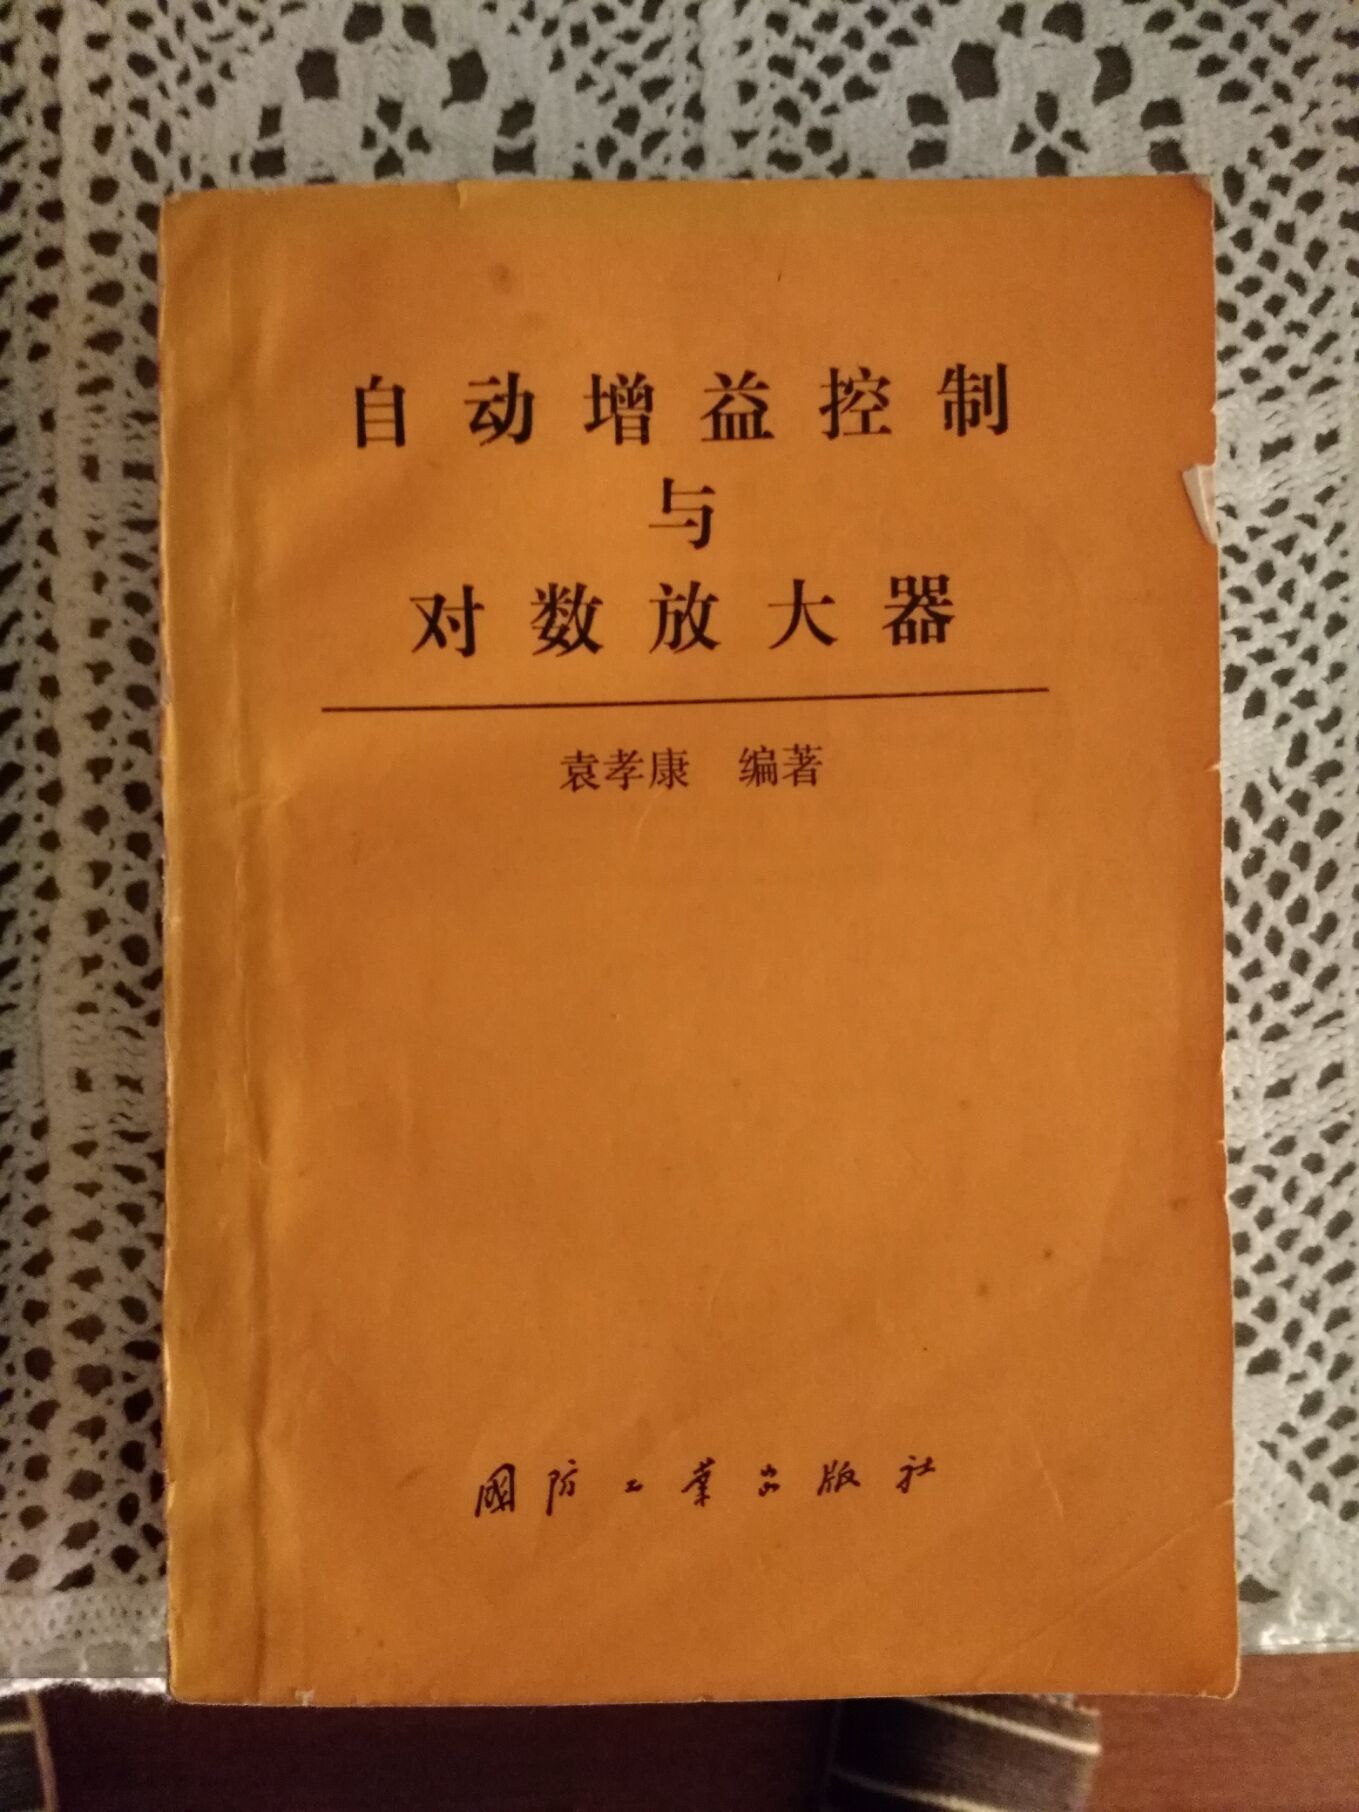 自动增益控制
与
对数放大器
袁孝康 编著
國防工业出版社